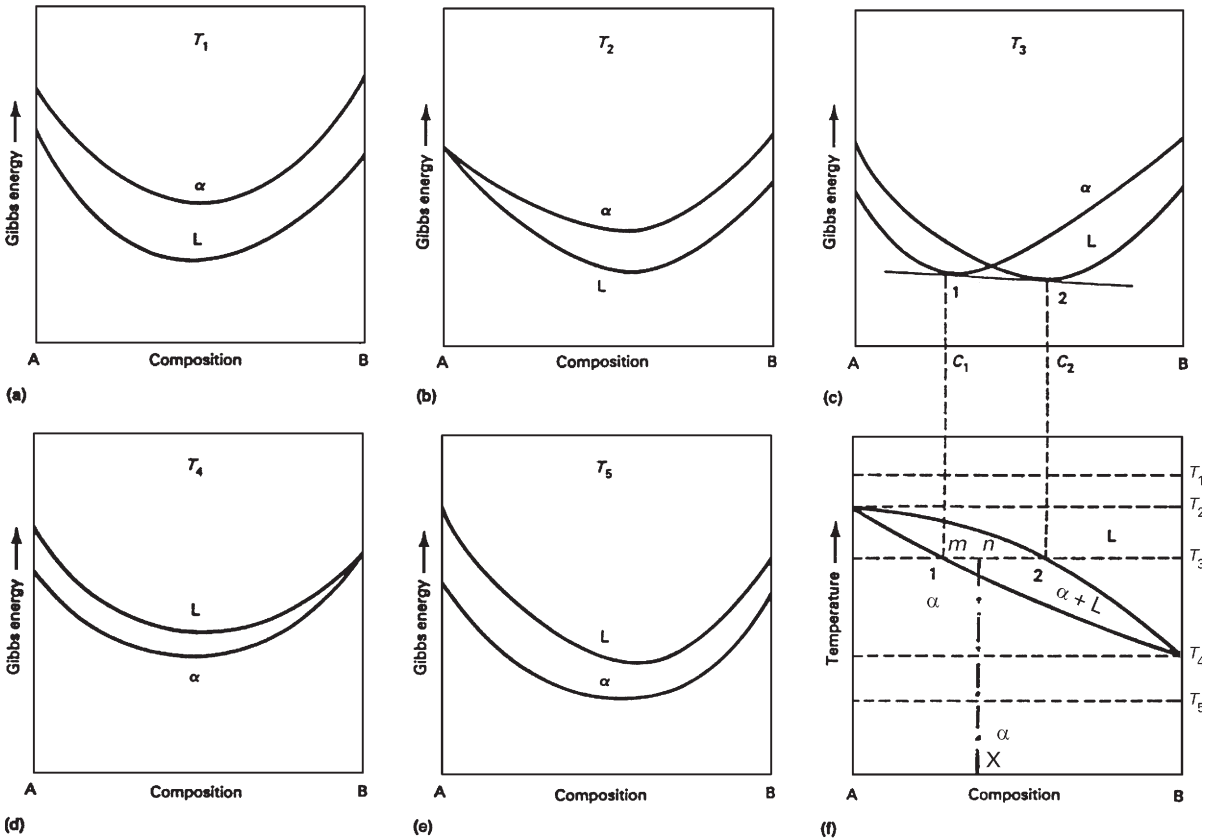 T1
α
L
Gibbs energy
A Composition B
(a)
T2
α
L
Gibbs energy
A Composition B
(b)
T3
α
L
1 2
Gibbs energy
A C1 C2 B
(c)
T4
L
α
Gibbs energy
A Composition B
(d)
T5
L
α
Gibbs energy
A Composition B
(e)
T1
T2
L
m n
T3
1 2
α
α + L
Temperature
T4
T5
α
X
A Composition B
(f)